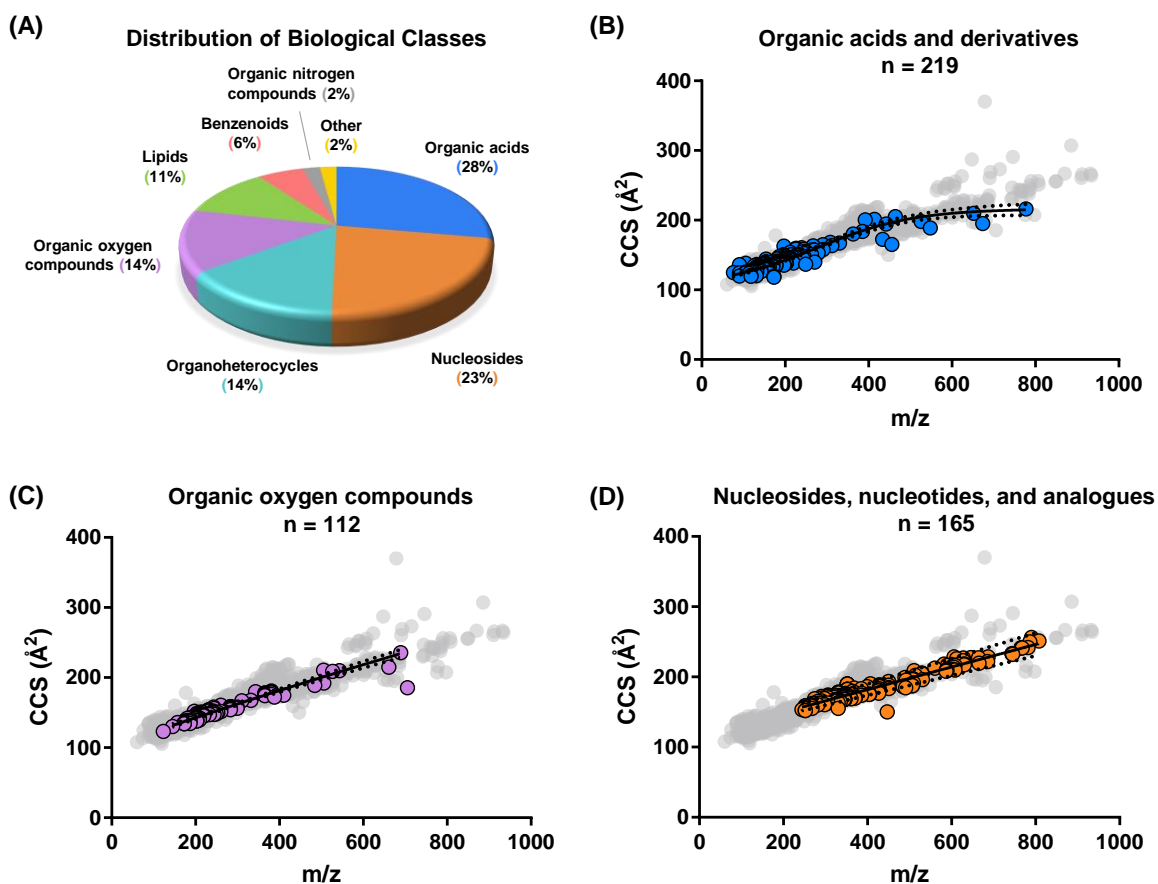 (A)
Distribution of Biological Classes
Organic nitrogen
compounds (2%)
Benzenoids
(6%)
Other
(2%)
Organic acids
(28%)
Lipids
(11%)
Organic oxygen
compounds (14%)
Organoheterocycles
(14%)
Nucleosides
(23%)
(B)
Organic acids and derivatives
n = 219
CCS (Å²)
400
300
200
100
0
0 200 400 600 800 1000
m/z
(C)
Organic oxygen compounds
n = 112
CCS (Å²)
400
300
200
100
0
0 200 400 600 800 1000
m/z
(D)
Nucleosides, nucleotides, and analogues
n = 165
CCS (Å²)
400
300
200
100
0
0 200 400 600 800 1000
m/z